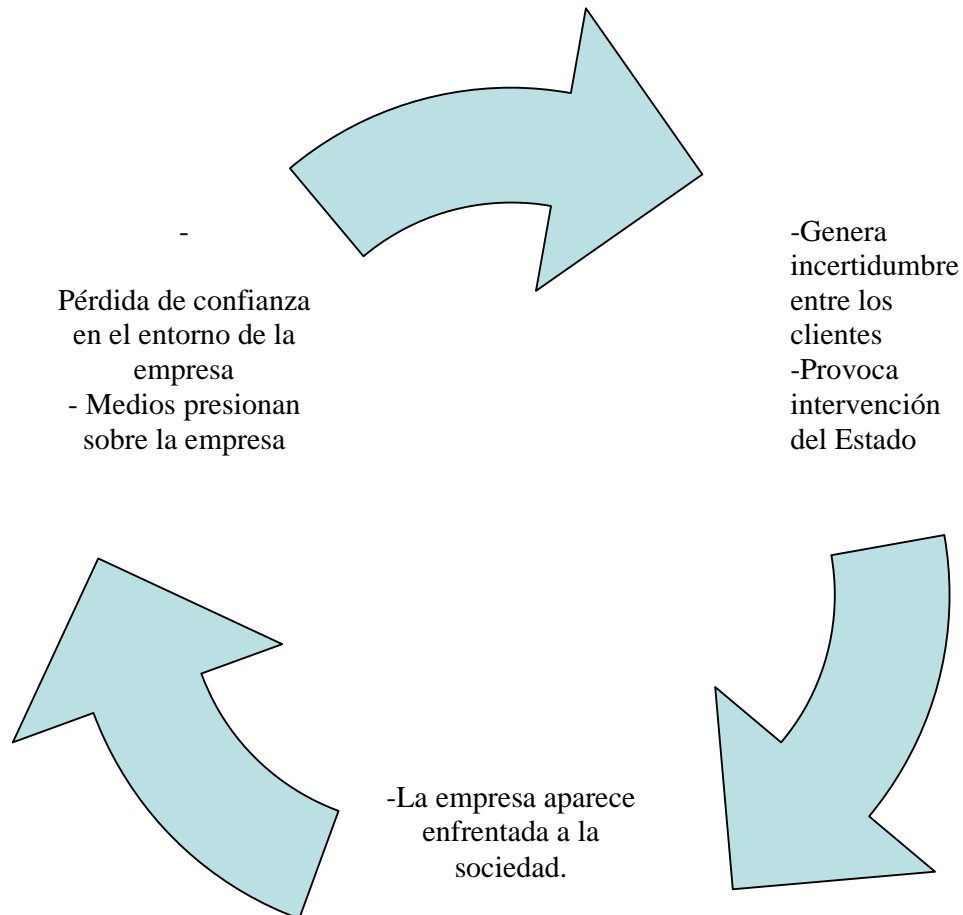 -
Pérdida de confianza
en el entorno de la
empresa
- Medios presionan
sobre la empresa
-Genera
incertidumbre
entre los
clientes
-Provoca
intervención
del Estado
-La empresa aparece
enfrentada a la
sociedad.